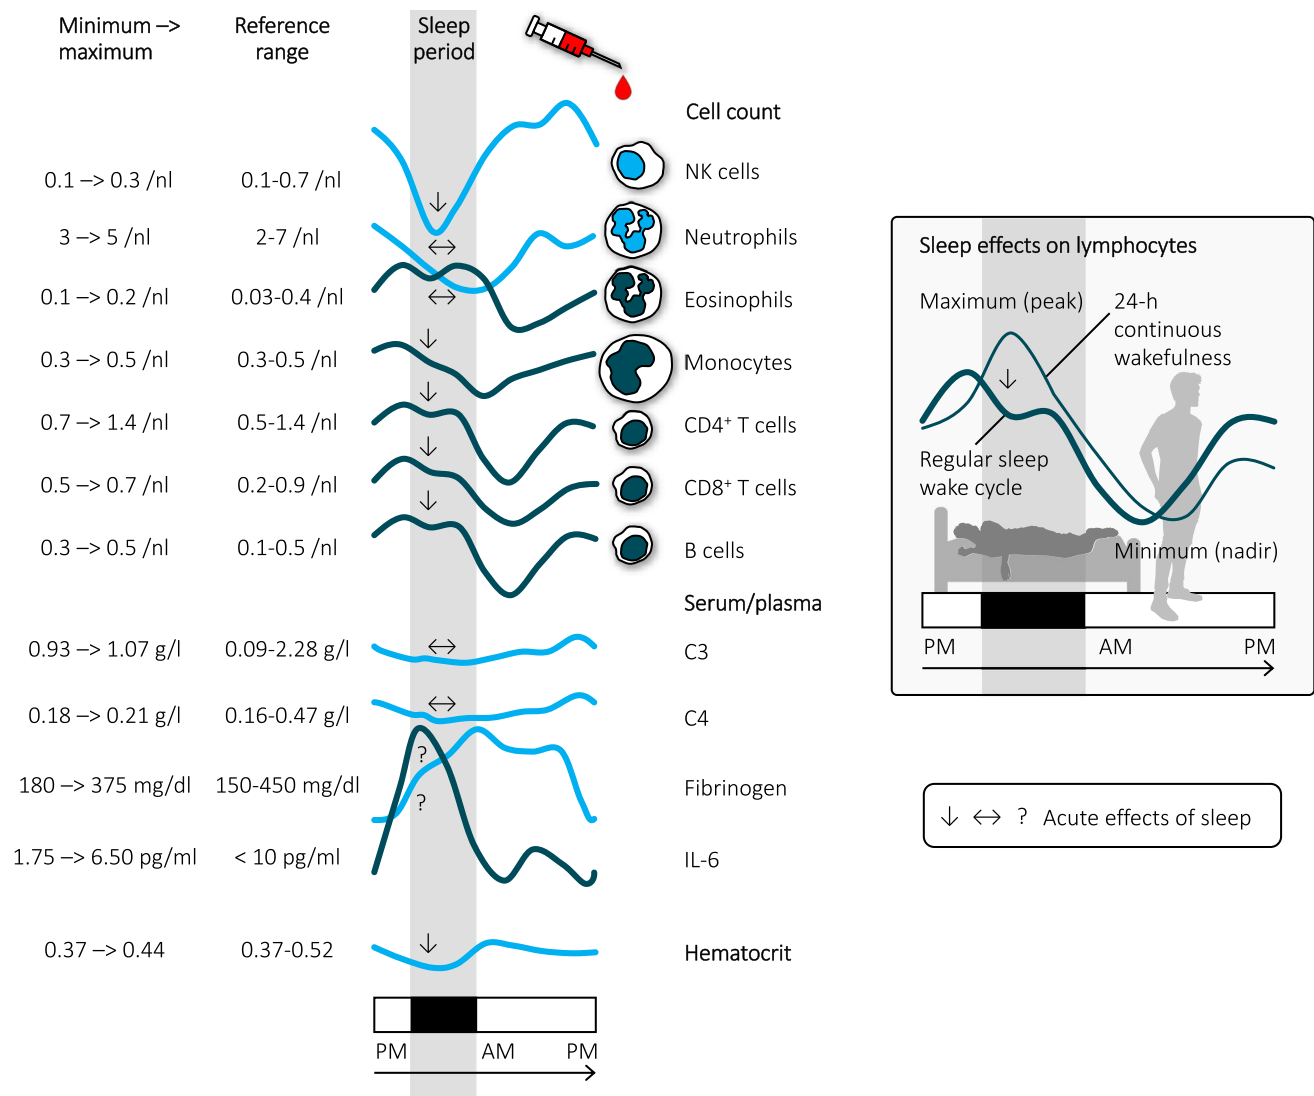 Minimum –>
maximum
Reference
range
Sleep
period
Cell count
0.1 –> 0.3 /nl
0.1-0.7 /nl
↓
NK cells
3 –> 5 /nl
2-7 /nl
↔
Neutrophils
0.1 –> 0.2 /nl
0.03-0.4 /nl
↔
Eosinophils
0.3 –> 0.5 /nl
0.3-0.5 /nl
↓
Monocytes
0.7 –> 1.4 /nl
0.5-1.4 /nl
↓
CD4⁺ T cells
0.5 –> 0.7 /nl
0.2-0.9 /nl
↓
CD8⁺ T cells
0.3 –> 0.5 /nl
0.1-0.5 /nl
↓
B cells
Serum/plasma
0.93 –> 1.07 g/l
0.09-2.28 g/l
↔
C3
0.18 –> 0.21 g/l
0.16-0.47 g/l
↔
C4
180 –> 375 mg/dl
150-450 mg/dl
?
Fibrinogen
1.75 –> 6.50 pg/ml
< 10 pg/ml
?
IL-6
0.37 –> 0.44
0.37-0.52
↓
Hematocrit
PM
AM
PM
Sleep effects on lymphocytes
Maximum (peak)
24-h
continuous
wakefulness
↓
Regular sleep
wake cycle
Minimum (nadir)
PM
AM
PM
↓ ↔ ? Acute effects of sleep